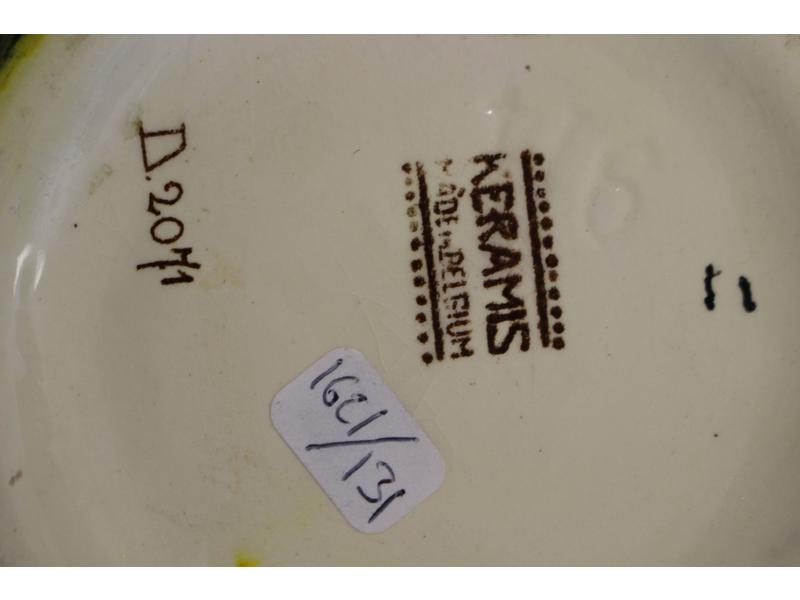 D.2071
KERAMIS
MADE IN BELGIUM
1621/131